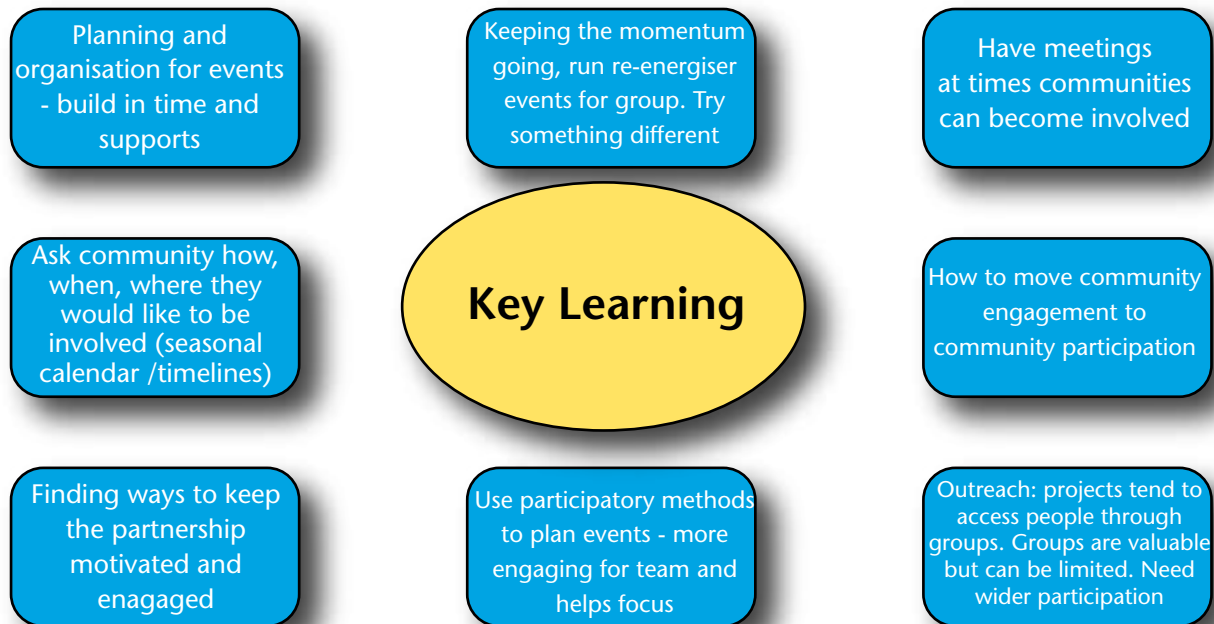 Planning and
organisation for events
- build in time and
supports
Keeping the momentum
going, run re-energiser
events for group. Try
something different
Have meetings
at times communities
can become involved
Ask community how,
when, where they
would like to be
involved (seasonal
calendar /timelines)
Key Learning
How to move community
engagement to
community participation
Finding ways to keep
the partnership
motivated and
enagaged
Use participatory methods
to plan events - more
engaging for team and
helps focus
Outreach: projects tend to
access people through
groups. Groups are valuable
but can be limited. Need
wider participation